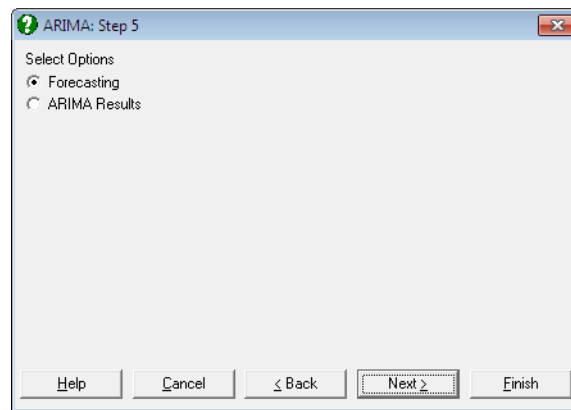 ARIMA: Step 5
Select Options
Forecasting
ARIMA Results
Help Cancel < Back Next > Finish